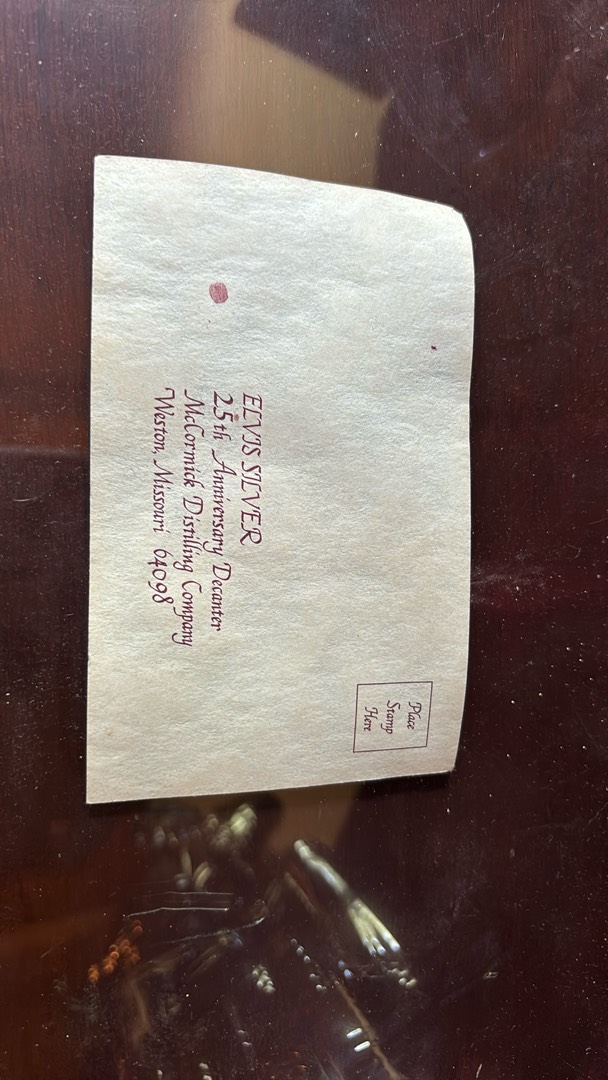 Place
Stamp
Here
ELVIS SILVER
25th Anniversary Decanter
McCormick Distilling Company
Weston, Missouri 64098